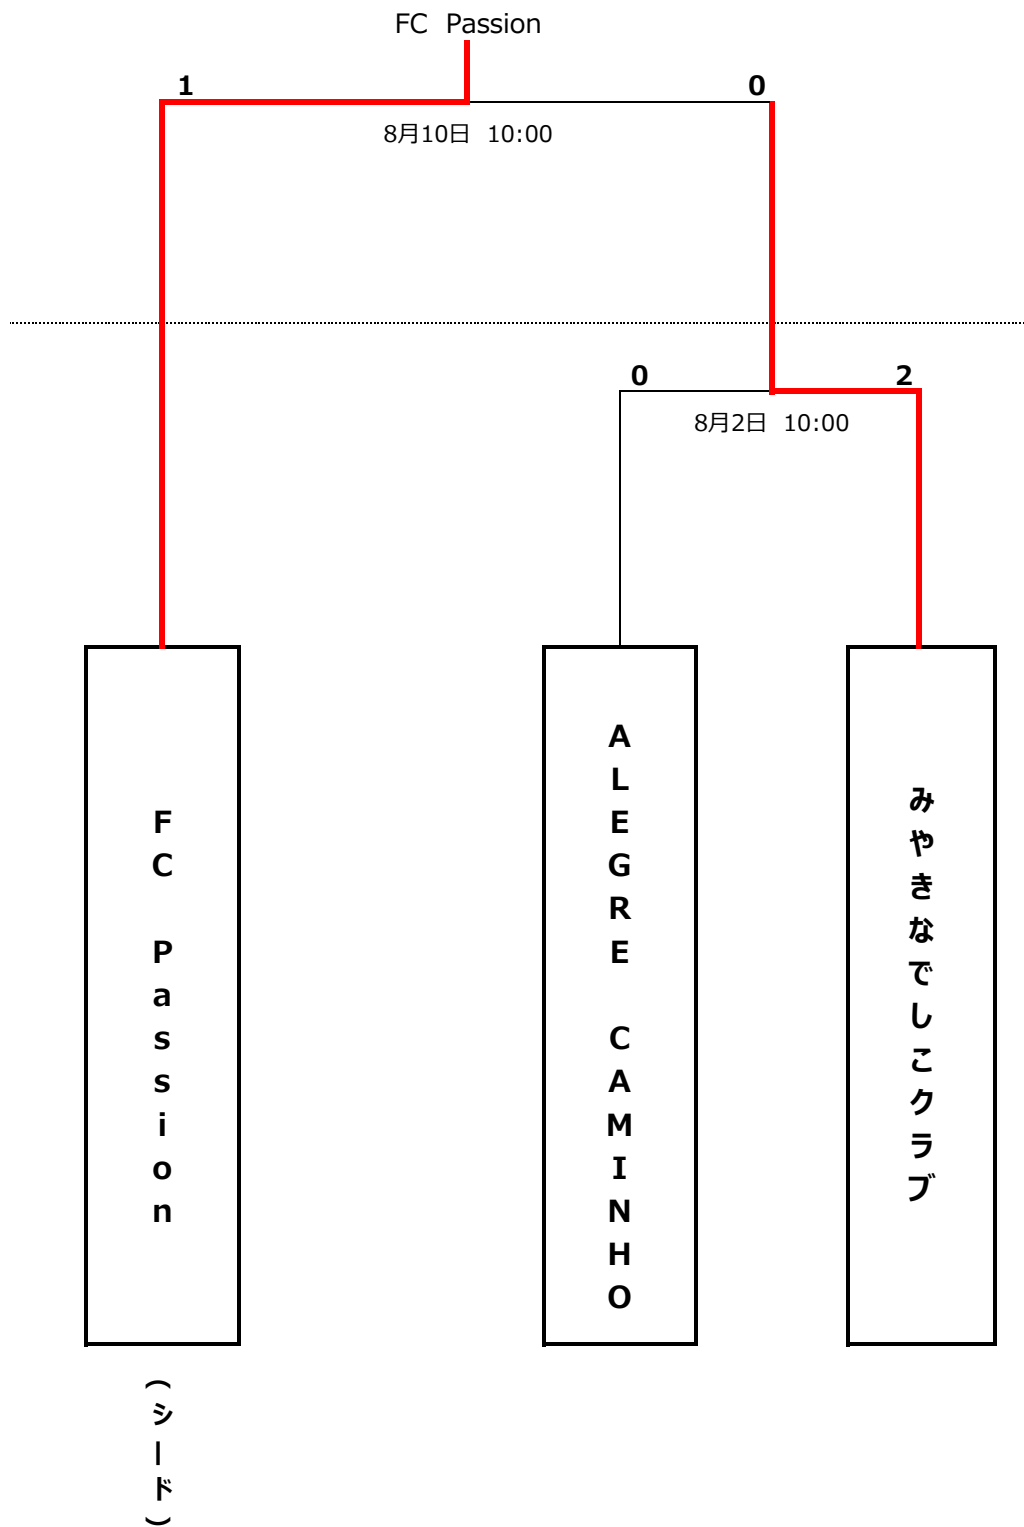 FC Passion
1
0
8月10日 10:00
0
2
8月2日 10:00
FC Passion
ALEGRE CAMINHO
みやきなでしこクラブ
（シード）